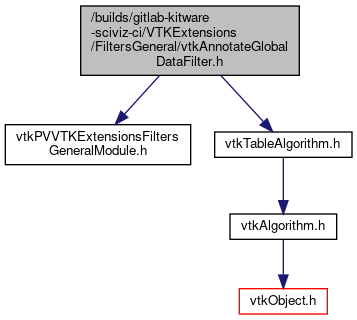 /builds/gitlab-kitware
-sciviz-ci/VTKExtensions
/FiltersGeneral/vtkAnnotateGlobal
DataFilter.h
vtkPVVTKExtensionsFilters
GeneralModule.h
vtkTableAlgorithm.h
vtkAlgorithm.h
vtkObject.h